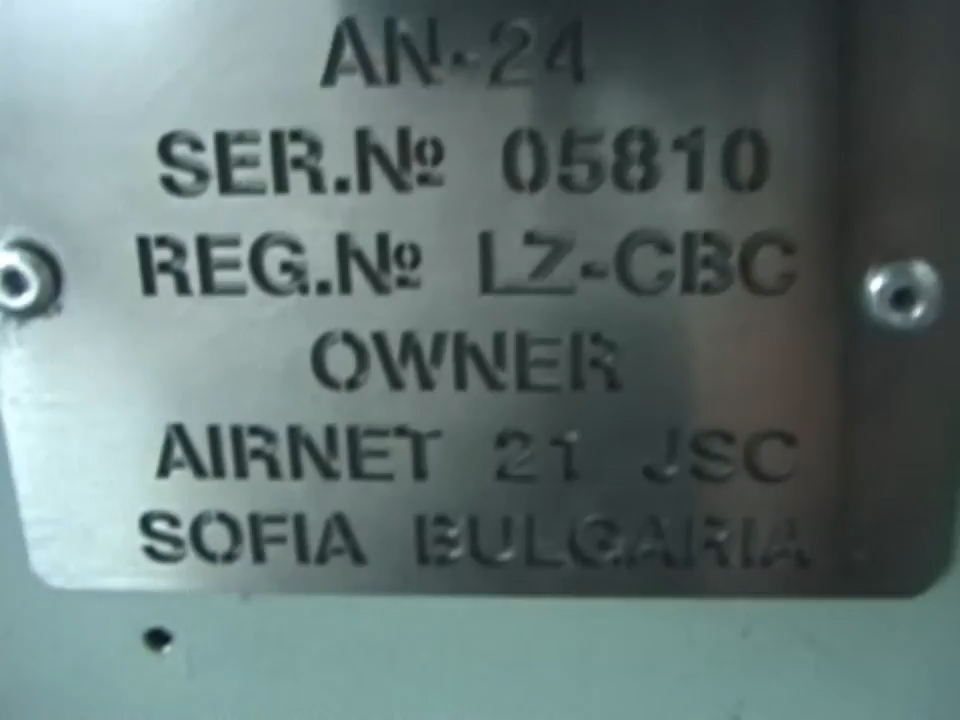 AN-24
SER.№ 05810
REG.№ LZ-CBC
OWNER
AIRNET 21 JSC
SOFIA BULGARIA